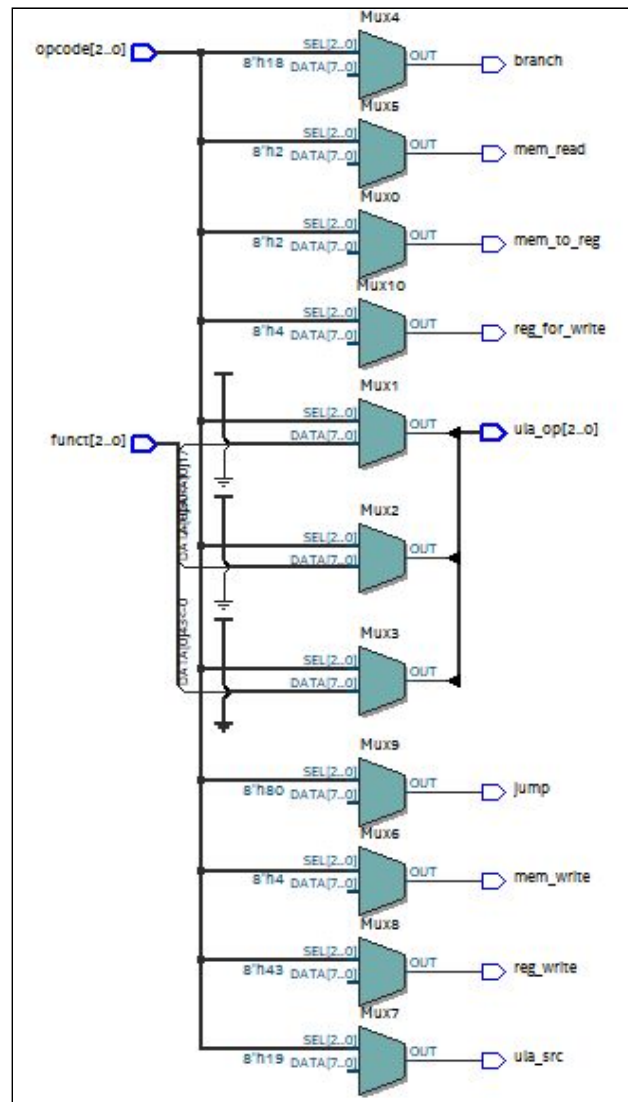 Mux4
opcode[2..0]
SEL[2..0]
OUT
branch
8'h18 DATA[7..0]
Mux5
SEL[2..0]
OUT
mem_read
8'h2 DATA[7..0]
Mux0
SEL[2..0]
OUT
mem_to_reg
8'h2 DATA[7..0]
Mux10
SEL[2..0]
OUT
reg_for_write
8'h4 DATA[7..0]
Mux1
SEL[2..0]
OUT
ula_op[2..0]
funct[2..0]
DATA[7..0]
Mux2
SEL[2..0]
OUT
DATA[7..0]
Mux3
SEL[2..0]
OUT
DATA[7..0]
Mux9
SEL[2..0]
OUT
jump
8'h80 DATA[7..0]
Mux6
SEL[2..0]
OUT
mem_write
8'h4 DATA[7..0]
Mux8
SEL[2..0]
OUT
reg_write
8'h43 DATA[7..0]
Mux7
SEL[2..0]
OUT
ula_src
8'h19 DATA[7..0]